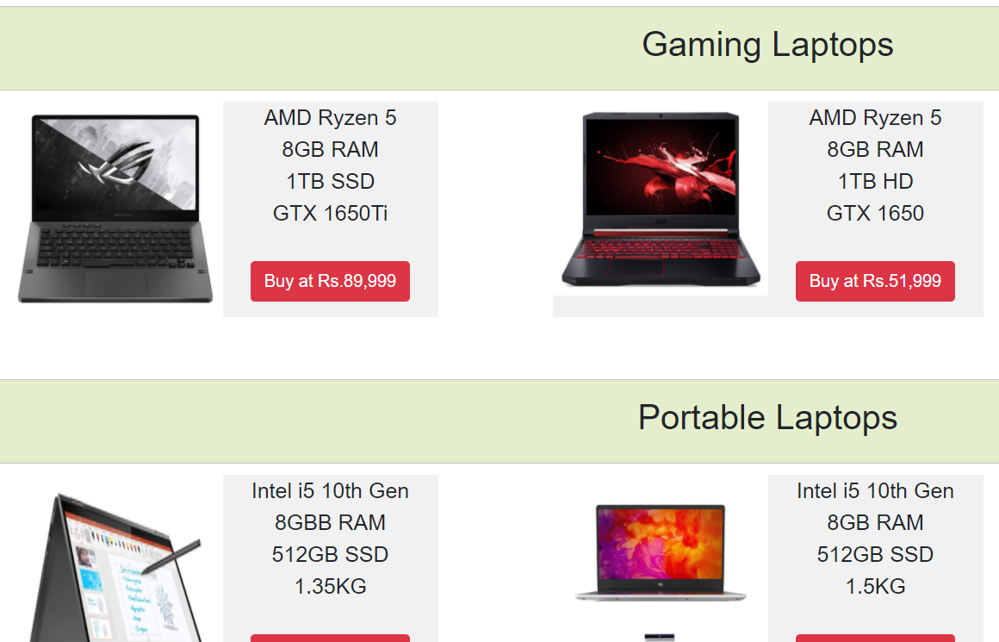 Gaming Laptops
AMD Ryzen 5
8GB RAM
1TB SSD
GTX 1650Ti
Buy at Rs.89,999
AMD Ryzen 5
8GB RAM
1TB HD
GTX 1650
Buy at Rs.51,999
Portable Laptops
Intel i5 10th Gen
8GBB RAM
512GB SSD
1.35KG
Intel i5 10th Gen
8GB RAM
512GB SSD
1.5KG